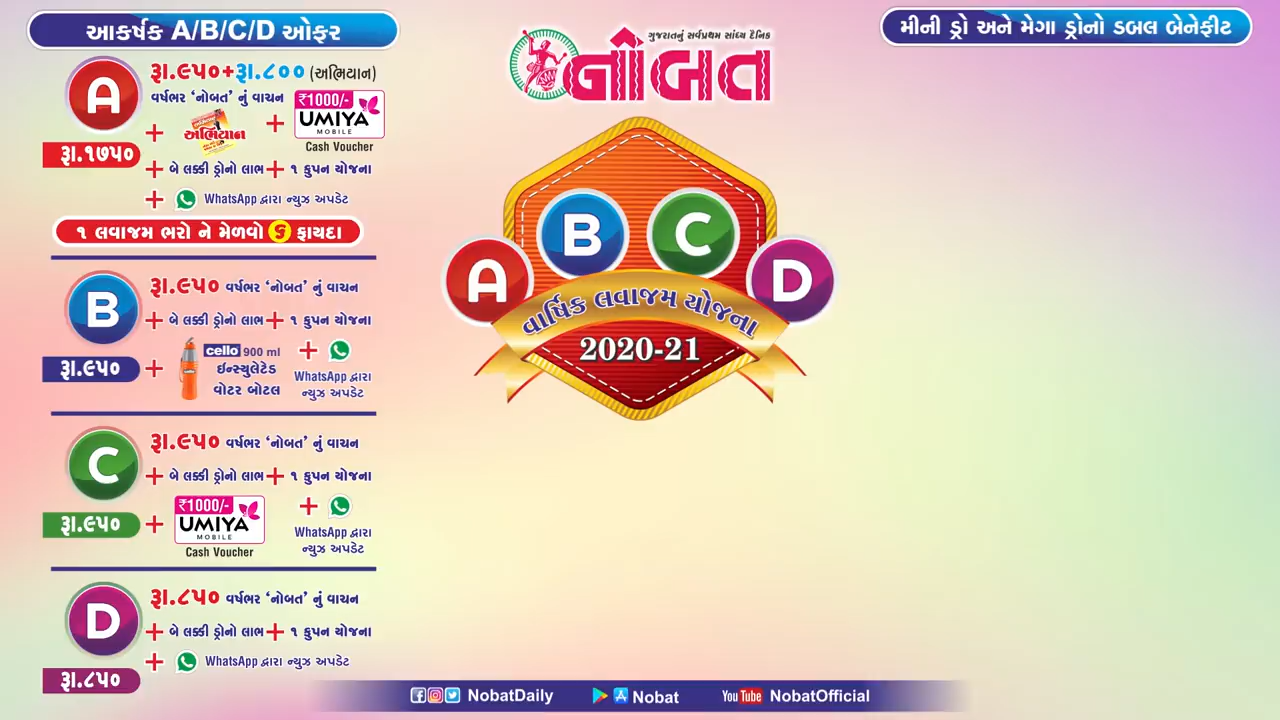 આકર્ષક A/B/C/D ઓફર
A
રૂા.૯૫૦+રૂા.૮૦૦ (અભિયાન)
વર્ષભર ‘નોબત’ નું વાચન
+ અભિયાન + ₹1000/- UMIYA MOBILE
Cash Voucher
રૂા.૧૭૫૦
+ બે લક્કી ડ્રોનો લાભ + ૧ કુપન યોજના
+ WhatsApp દ્વારા ન્યુઝ અપડેટ
૧ લવાજમ ભરો ને મેળવો ૬ ફાયદા
B
રૂા.૯૫૦ વર્ષભર ‘નોબત’ નું વાચન
+ બે લક્કી ડ્રોનો લાભ + ૧ કુપન યોજના
રૂા.૯૫૦
+ cello 900 ml
ઈન્સ્યુલેટેડ
વોટર બોટલ
+ WhatsApp દ્વારા
ન્યુઝ અપડેટ
C
રૂા.૯૫૦ વર્ષભર ‘નોબત’ નું વાચન
+ બે લક્કી ડ્રોનો લાભ + ૧ કુપન યોજના
રૂા.૯૫૦
+ ₹1000/- UMIYA MOBILE
Cash Voucher
+ WhatsApp દ્વારા
ન્યુઝ અપડેટ
D
રૂા.૮૫૦ વર્ષભર ‘નોબત’ નું વાચન
+ બે લક્કી ડ્રોનો લાભ + ૧ કુપન યોજના
+ WhatsApp દ્વારા ન્યુઝ અપડેટ
રૂા.૮૫૦
ગુજરાતનું સર્વપ્રથમ સાંધ્ય દૈનિક
નોબત
A B C D
વાર્ષિક લવાજમ યોજના
2020-21
મીની ડ્રો અને મેગા ડ્રોનો ડબલ બેનેફીટ
NobatDaily Nobat YouTube NobatOfficial